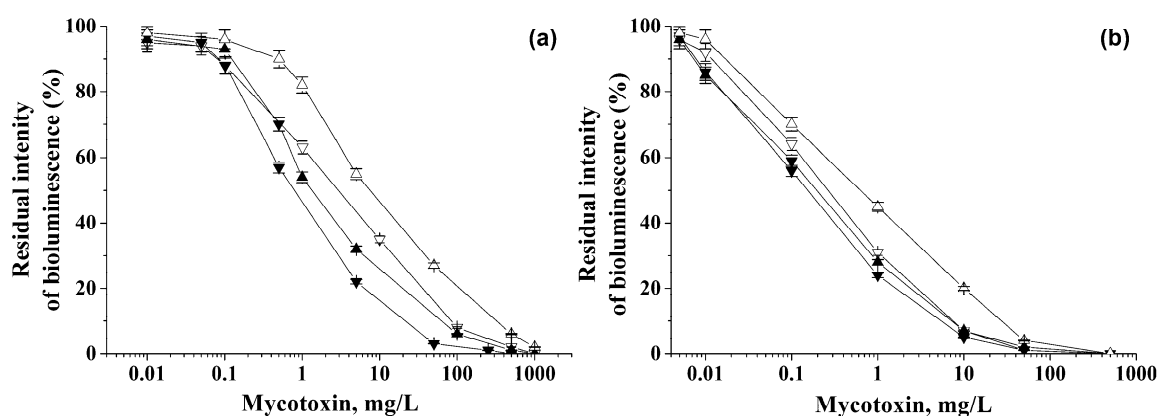 (a)
Residual intenity
of bioluminescence (%)
100
80
60
40
20
0
0.01 0.1 1 10 100 1000
Mycotoxin, mg/L
(b)
Residual intenity
of bioluminescence (%)
100
80
60
40
20
0
0.01 0.1 1 10 100 1000
Mycotoxin, mg/L